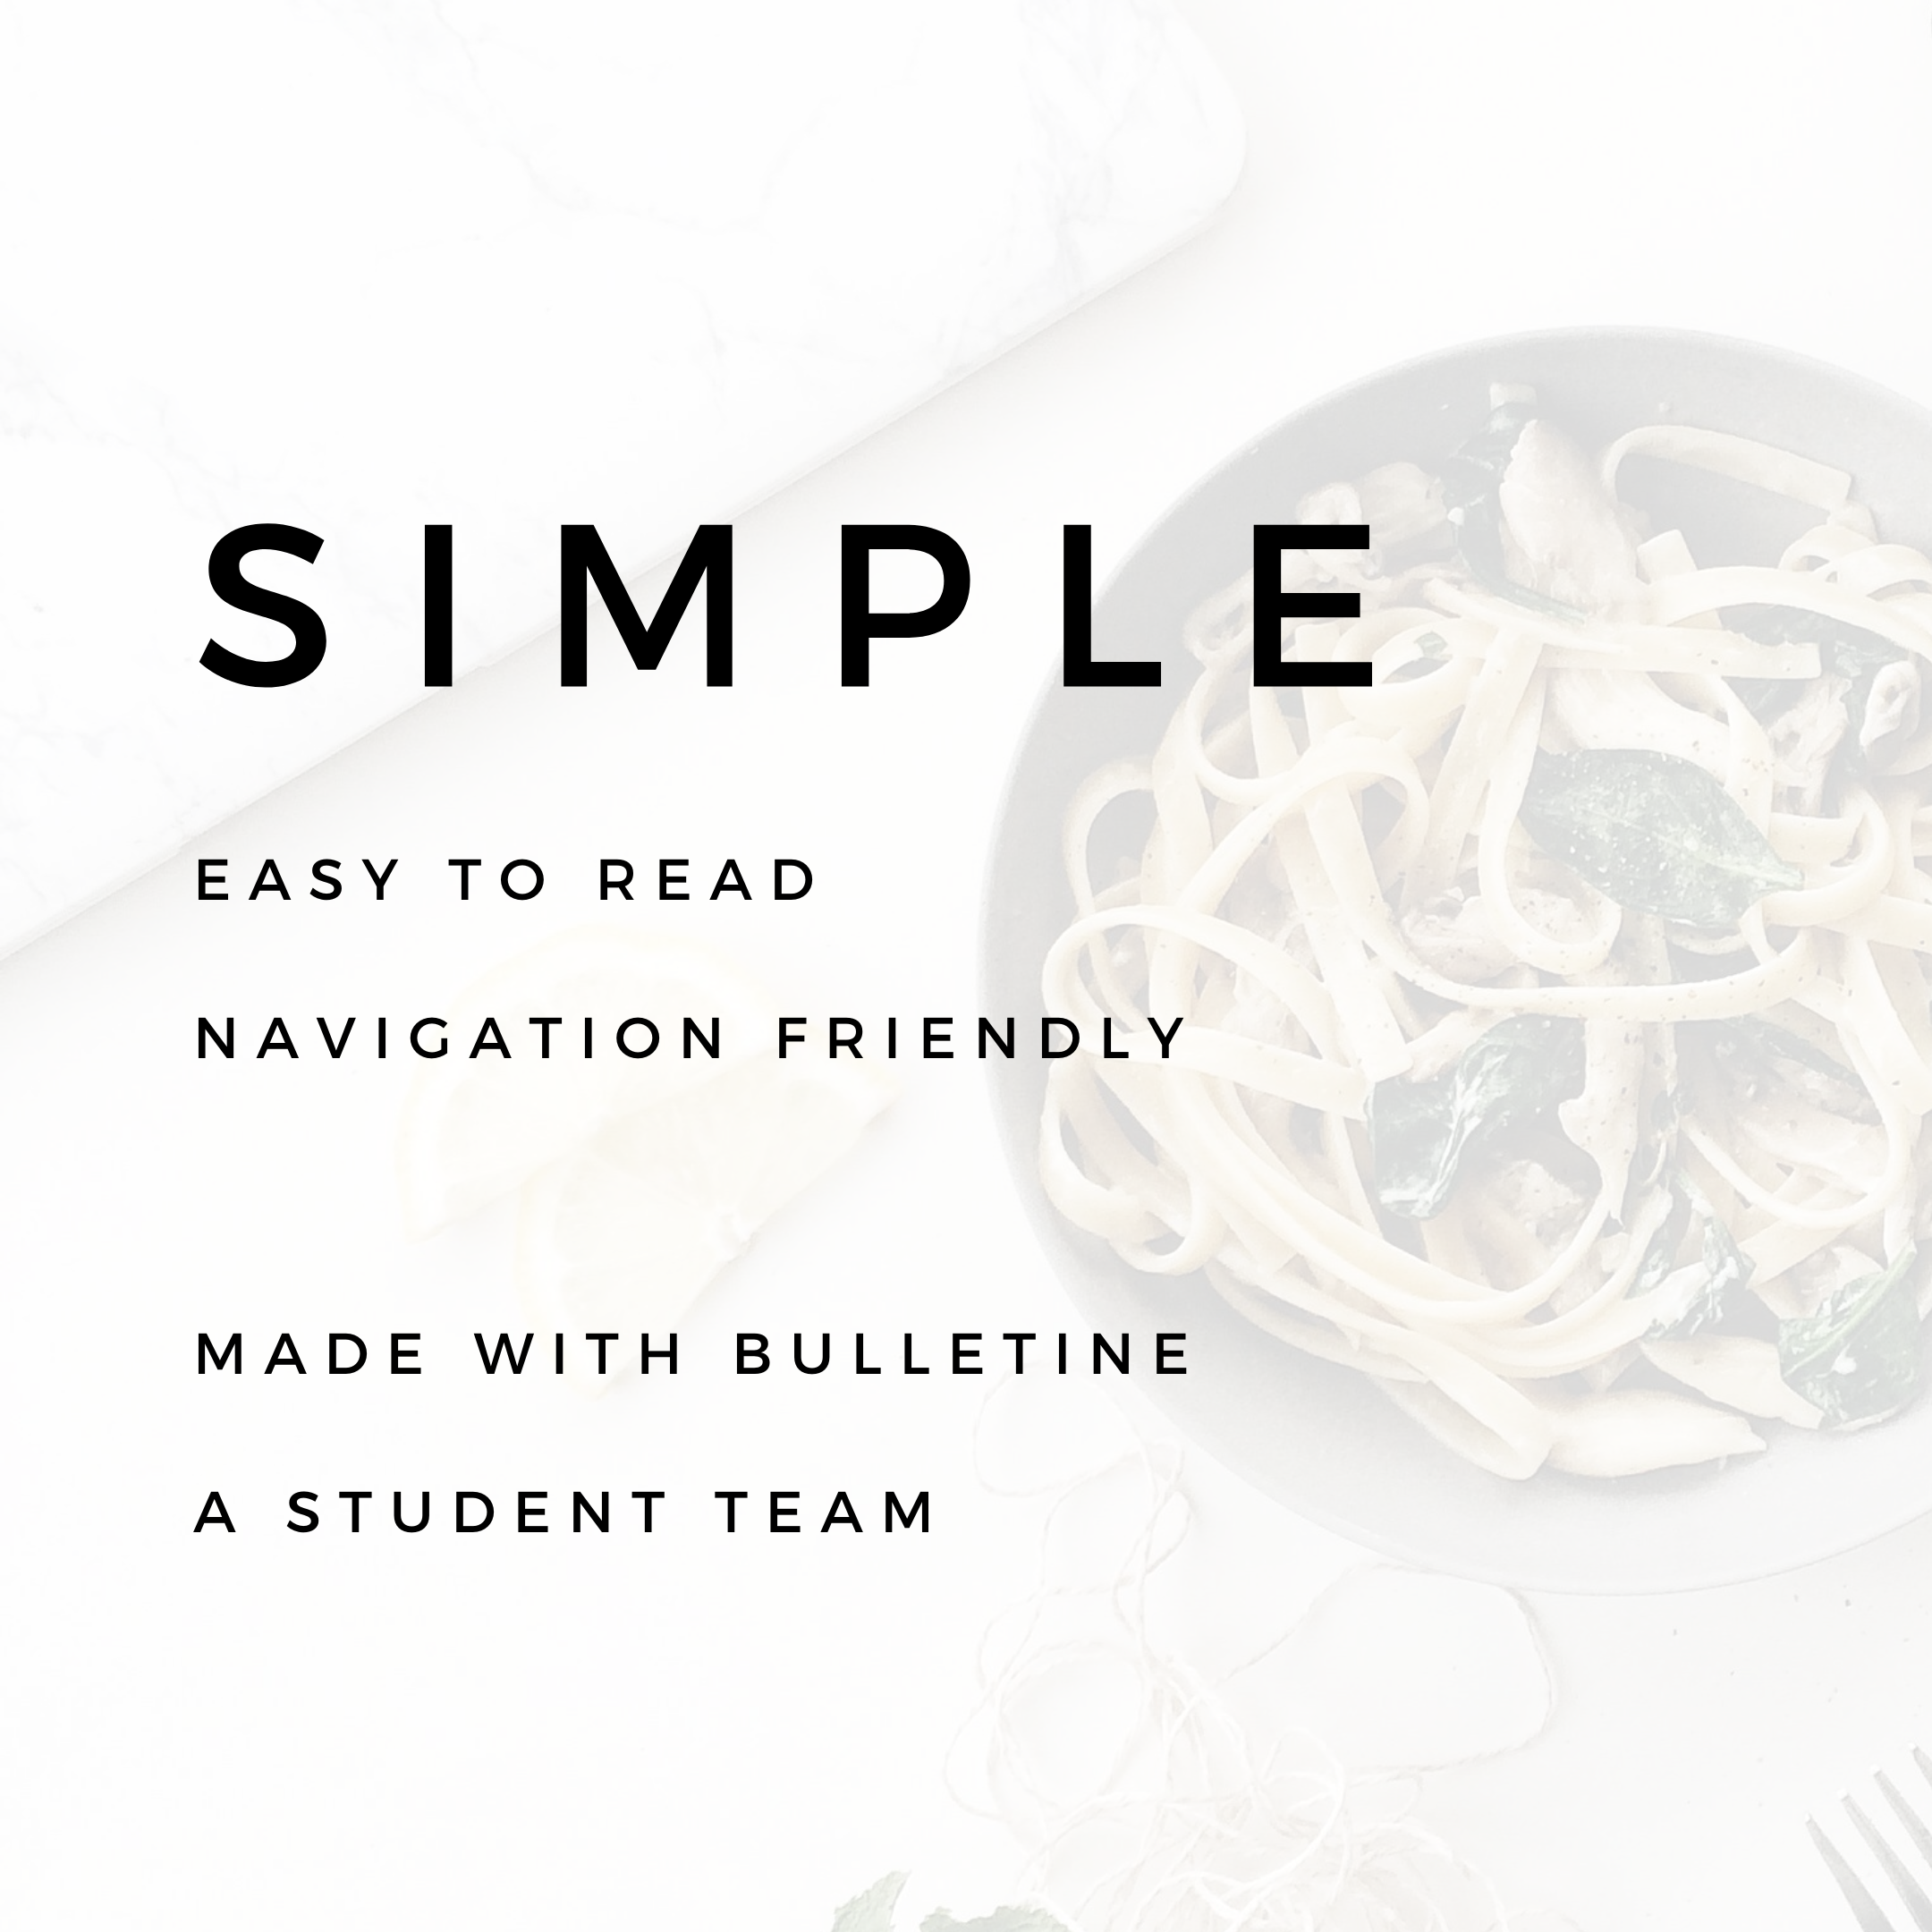 SIMPLE
EASY TO READ
NAVIGATION FRIENDLY
MADE WITH BULLETINE
A STUDENT TEAM